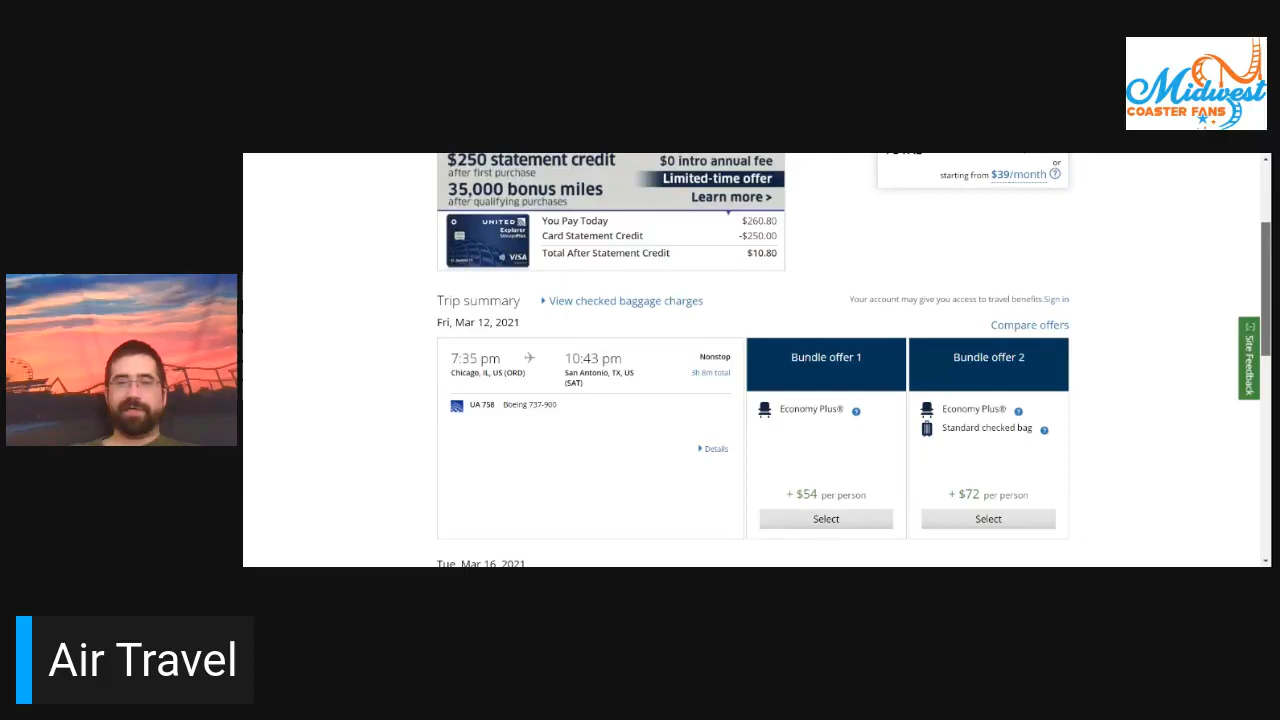 Midwest
COASTER FANS
$250 statement credit
after first purchase
35,000 bonus miles
after qualifying purchases
$0 intro annual fee
Limited-time offer
Learn more >
or
starting from $39/month
UNITED
Explorer
VISA
You Pay Today $260.80
Card Statement Credit -$250.00
Total After Statement Credit $10.80
Trip summary
View checked baggage charges
Your account may give you access to travel benefits.Sign in
Fri, Mar 12, 2021
Compare offers
7:35 pm
Chicago, IL, US (ORD)
10:43 pm
San Antonio, TX, US
(SAT)
Nonstop
3h 8m total
UA 758 Boeing 737-900
Details
Bundle offer 1
Economy Plus®
+ $54 per person
Select
Bundle offer 2
Economy Plus®
Standard checked bag
+ $72 per person
Select
Tue, Mar 16, 2021
Site Feedback
Air Travel